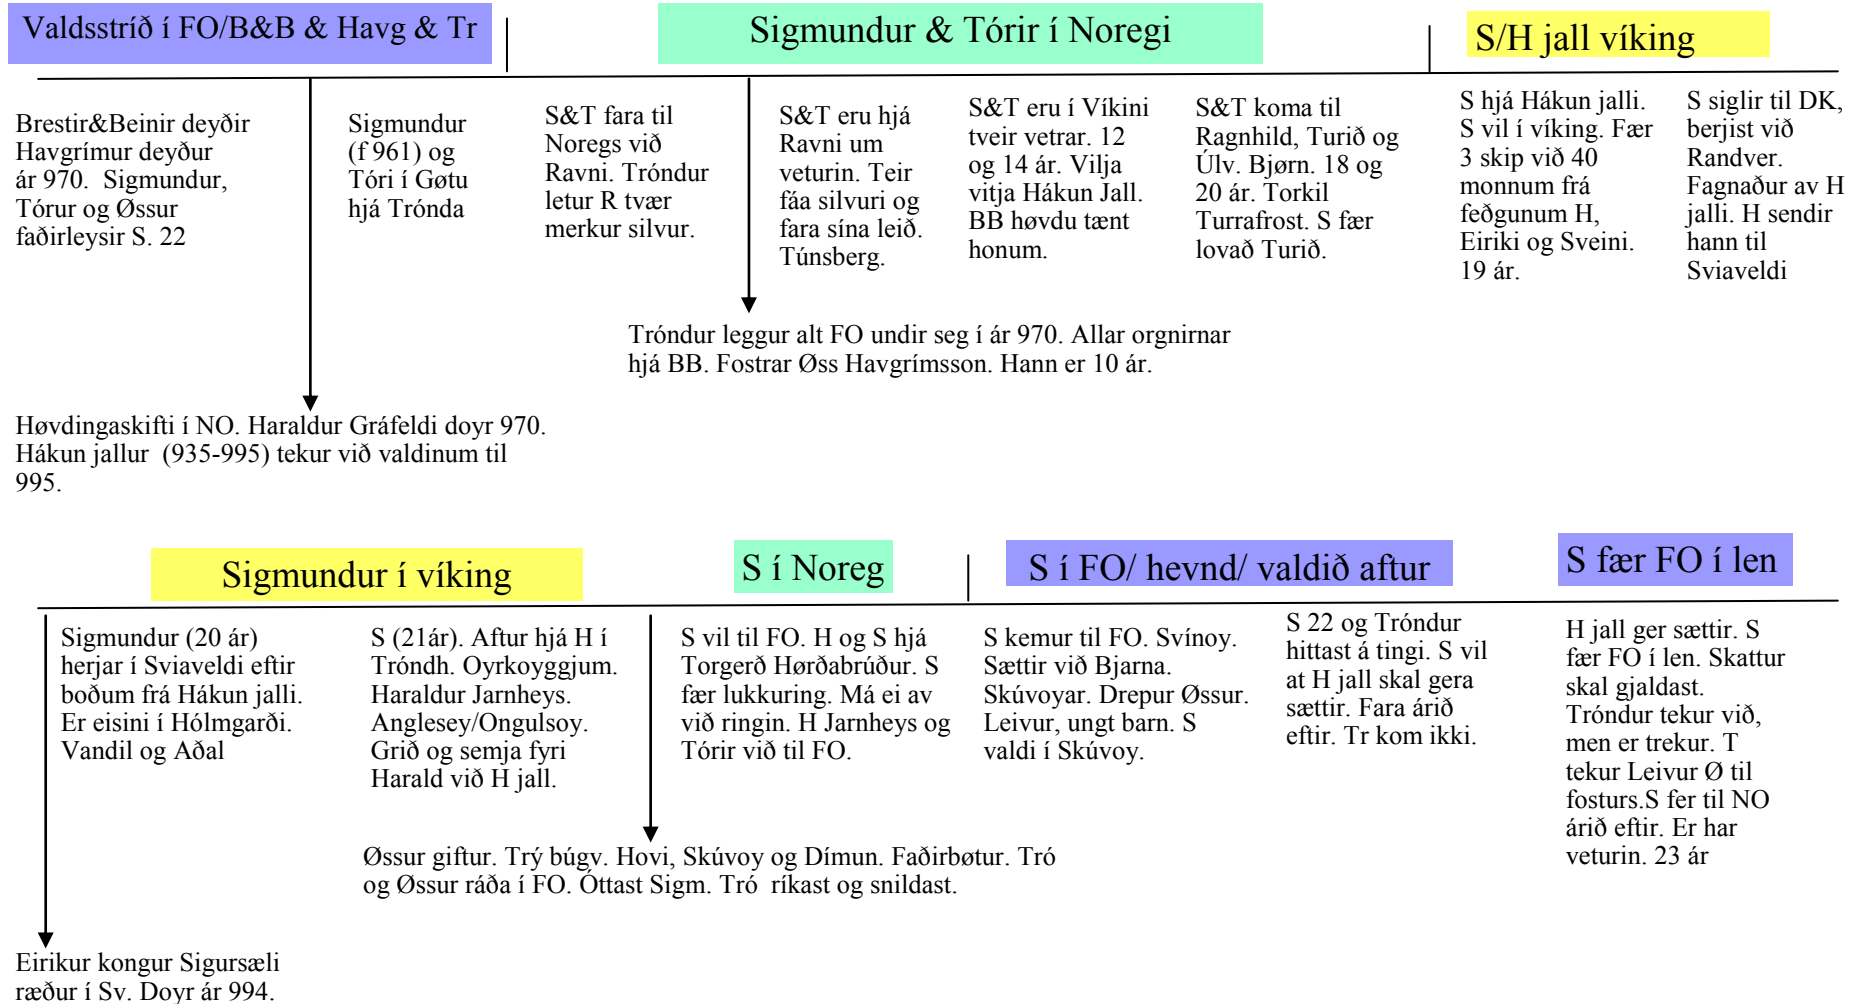 Valdsstríð í FO/B&B & Havg & Tr
Sigmundur & Tórir í Noregi
S/H jall víking
Brestir&Beinir deyðir
Havgrímur deyður
ár 970. Sigmundur,
Tórur og Øssur
faðirleysir S. 22
Sigmundur
(f 961) og
Tóri í Gøtu
hjá Trónda
S&T fara til
Noregs við
Ravni. Tróndur
letur R tvær
merkur silvur.
S&T eru hjá
Ravni um
veturin. Teir
fáa silvuri og
fara sína leið.
Túnsberg.
S&T eru í Víkini
tveir vetrar. 12
og 14 ár. Vilja
vitja Hákun Jall.
BB høvdu tænt
honum.
S&T koma til
Ragnhild, Turið og
Úlv. Bjørn. 18 og
20 ár. Torkil
Turrafrost. S fær
lovað Turið.
S hjá Hákun jalli.
S vil í víking. Fær
3 skip við 40
monnum frá
feðgunum H,
Eiriki og Sveini.
19 ár.
S siglir til DK,
berjist við
Randver.
Fagnaður av H
jalli. H sendir
hann til
Sviaveldi
Tróndur leggur alt FO undir seg í ár 970. Allar orgnirnar
hjá BB. Fostrar Øss Havgrímsson. Hann er 10 ár.
Høvdingaskifti í NO. Haraldur Gráfeldi doyr 970.
Hákun jallur (935-995) tekur við valdinum til
995.
Sigmundur í víking
S í Noreg
S í FO/ hevnd/ valdið aftur
S fær FO í len
Sigmundur (20 ár)
herjar í Sviaveldi eftir
boðum frá Hákun jalli.
Er eisini í Hólmgarði.
Vandil og Aðal
S (21ár). Aftur hjá H í
Tróndh. Oyrkoyggjum.
Haraldur Jarnheys.
Anglesey/Ongulsoy.
Grið og semja fyri
Harald við H jall.
S vil til FO. H og S hjá
Torgerð Hørðabrúður. S
fær lukkuring. Má ei av
við ringin. H Jarnheys og
Tórir við til FO.
S kemur til FO. Svínoy.
Sættir við Bjarna.
Skúvoyar. Drepur Øssur.
Leivur, ungt barn. S
valdi í Skúvoy.
S 22 og Tróndur
hittast á tingi. S vil
at H jall skal gera
sættir. Fara árið
eftir. Tr kom ikki.
H jall ger sættir. S
fær FO í len. Skattur
skal gjaldast.
Tróndur tekur við,
men er trekur. T
tekur Leivur Ø til
fosturs.S fer til NO
árið eftir. Er har
veturin. 23 ár
Øssur giftur. Trý búgv. Hovi, Skúvoy og Dímun. Faðirbøtur. Tró
og Øssur ráða í FO. Óttast Sigm. Tró ríkast og snildast.
Eirikur kongur Sigursæli
ræður í Sv. Doyr ár 994.